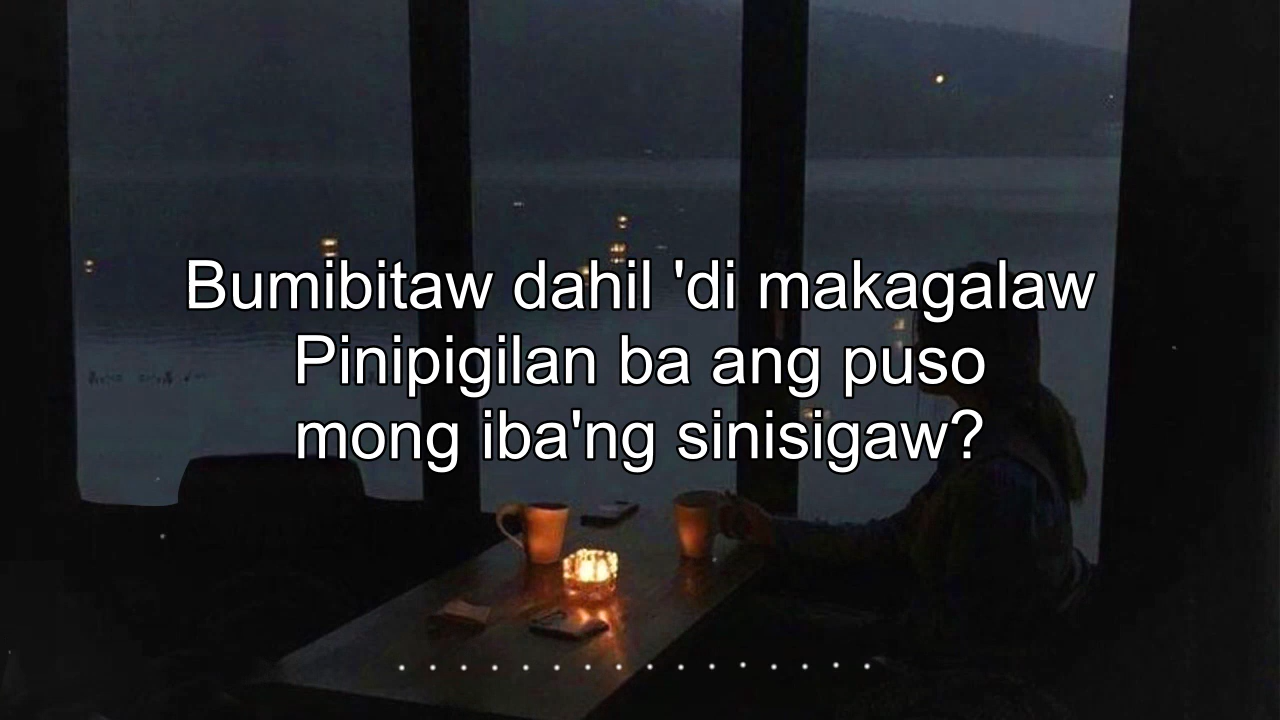 Bumibitaw dahil 'di makagalaw
Pinipigilan ba ang puso
mong iba'ng sinisigaw?